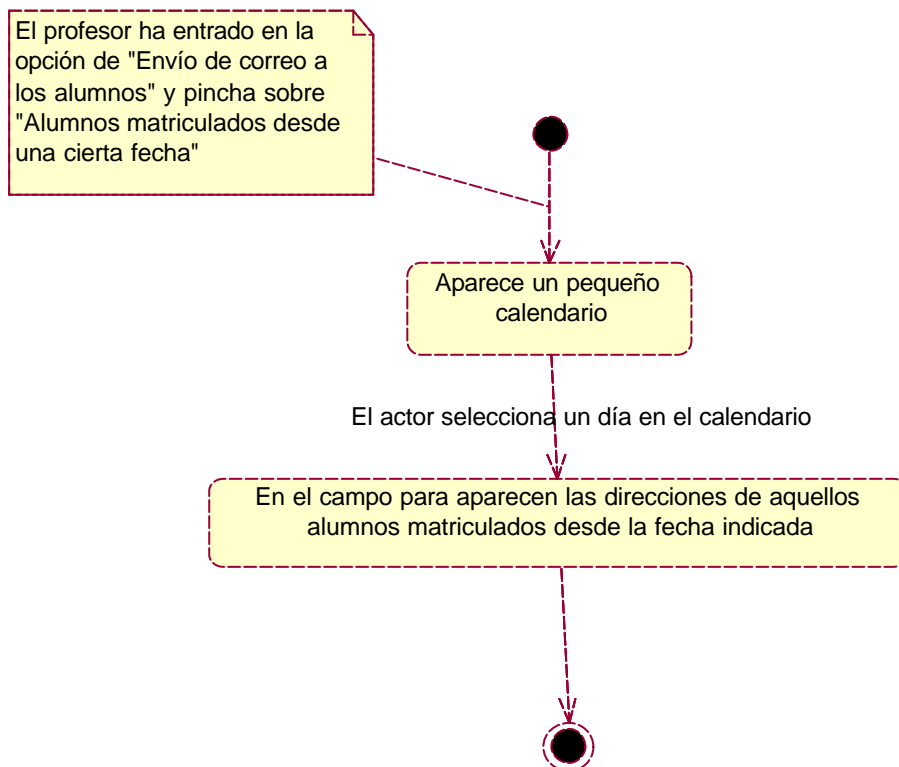 El profesor ha entrado en la
opción de "Envío de correo a
los alumnos" y pincha sobre
"Alumnos matriculados desde
una cierta fecha"
Aparece un pequeño
calendario
El actor selecciona un día en el calendario
En el campo para aparecen las direcciones de aquellos
alumnos matriculados desde la fecha indicada